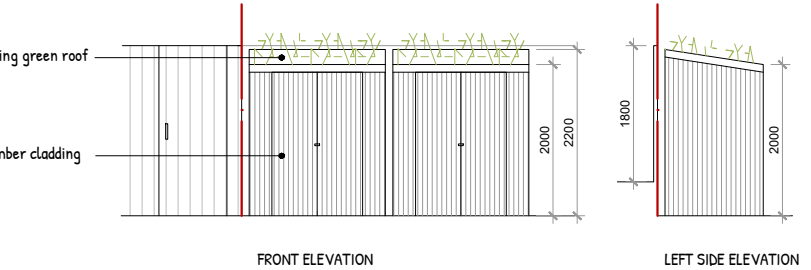 ing green roof
mber cladding
2000
2200
1800
2000
FRONT ELEVATION
LEFT SIDE ELEVATION